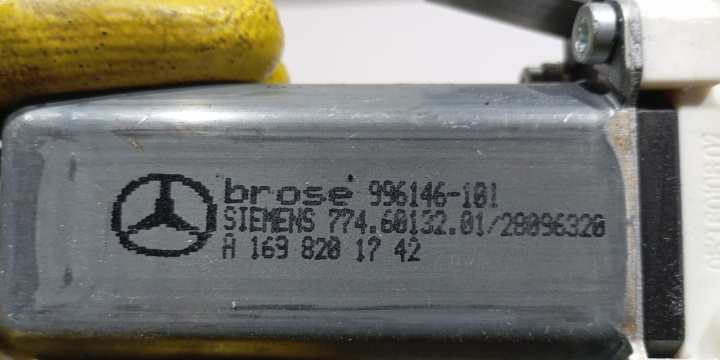 brose 996146-101
SIEMENS 774.60132.01/28096320
A 169 820 17 42